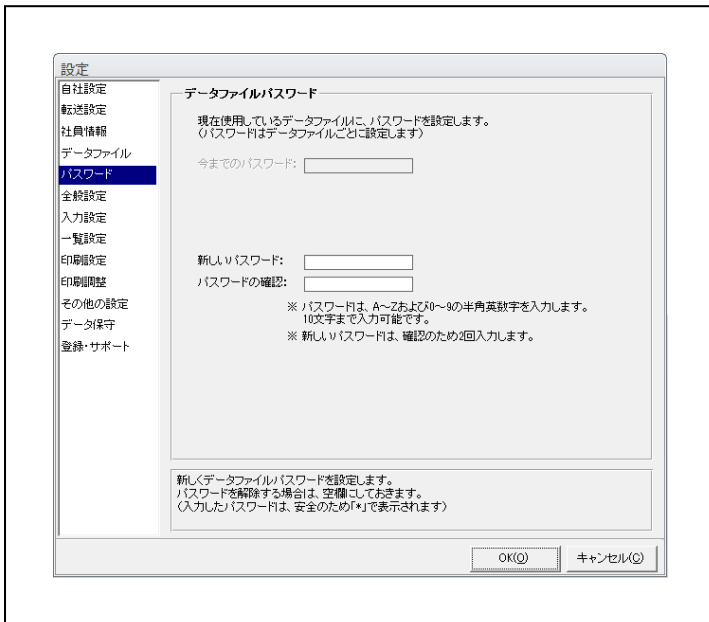 設定
自社設定
転送設定
社員情報
データファイル
パスワード
全般設定
入力設定
一覧設定
印刷設定
印刷調整
その他の設定
データ保守
登録・サポート
データファイルパスワード
現在使用しているデータファイルに、パスワードを設定します。
(パスワードはデータファイルごとに設定します)
今までのパスワード:
新しいパスワード:
パスワードの確認:
※ パスワードは、A～Zおよび0～9の半角英数字を入力します。
10文字まで入力可能です。
※ 新しいパスワードは、確認のため2回入力します。
新しくデータファイルパスワードを設定します。
パスワードを解除する場合は、空欄にしておきます。
(入力したパスワードは、安全のため「*」で表示されます)
OK(O)
キャンセル(C)